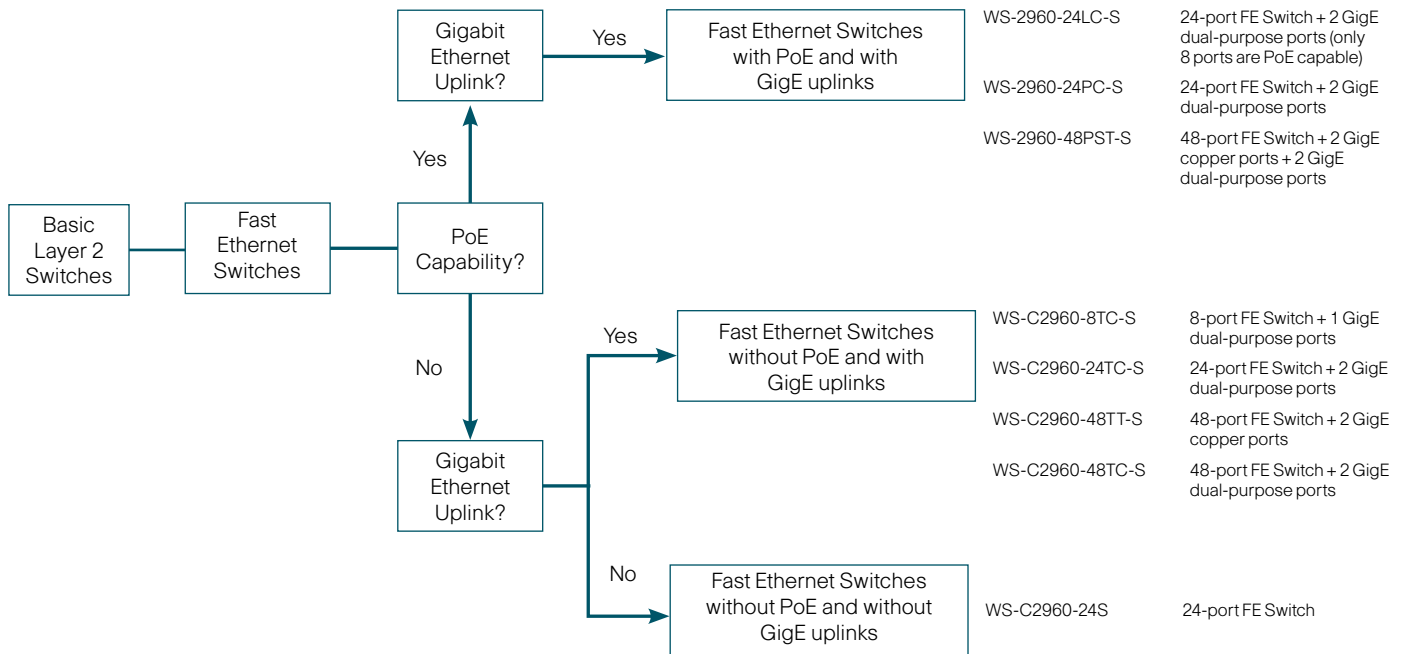 Gigabit
Ethernet
Uplink?
Yes
Fast Ethernet Switches
with PoE and with
GigE uplinks
WS-2960-24LC-S
24-port FE Switch + 2 GigE
dual-purpose ports (only
8 ports are PoE capable)
WS-2960-24PC-S
24-port FE Switch + 2 GigE
dual-purpose ports
WS-2960-48PST-S
48-port FE Switch + 2 GigE
copper ports + 2 GigE
dual-purpose ports
Yes
Basic
Layer 2
Switches
Fast
Ethernet
Switches
PoE
Capability?
No
Yes
Fast Ethernet Switches
without PoE and with
GigE uplinks
WS-C2960-8TC-S
8-port FE Switch + 1 GigE
dual-purpose ports
WS-C2960-24TC-S
24-port FE Switch + 2 GigE
dual-purpose ports
WS-C2960-48TT-S
48-port FE Switch + 2 GigE
copper ports
WS-C2960-48TC-S
48-port FE Switch + 2 GigE
dual-purpose ports
Gigabit
Ethernet
Uplink?
No
Fast Ethernet Switches
without PoE and without
GigE uplinks
WS-C2960-24S
24-port FE Switch